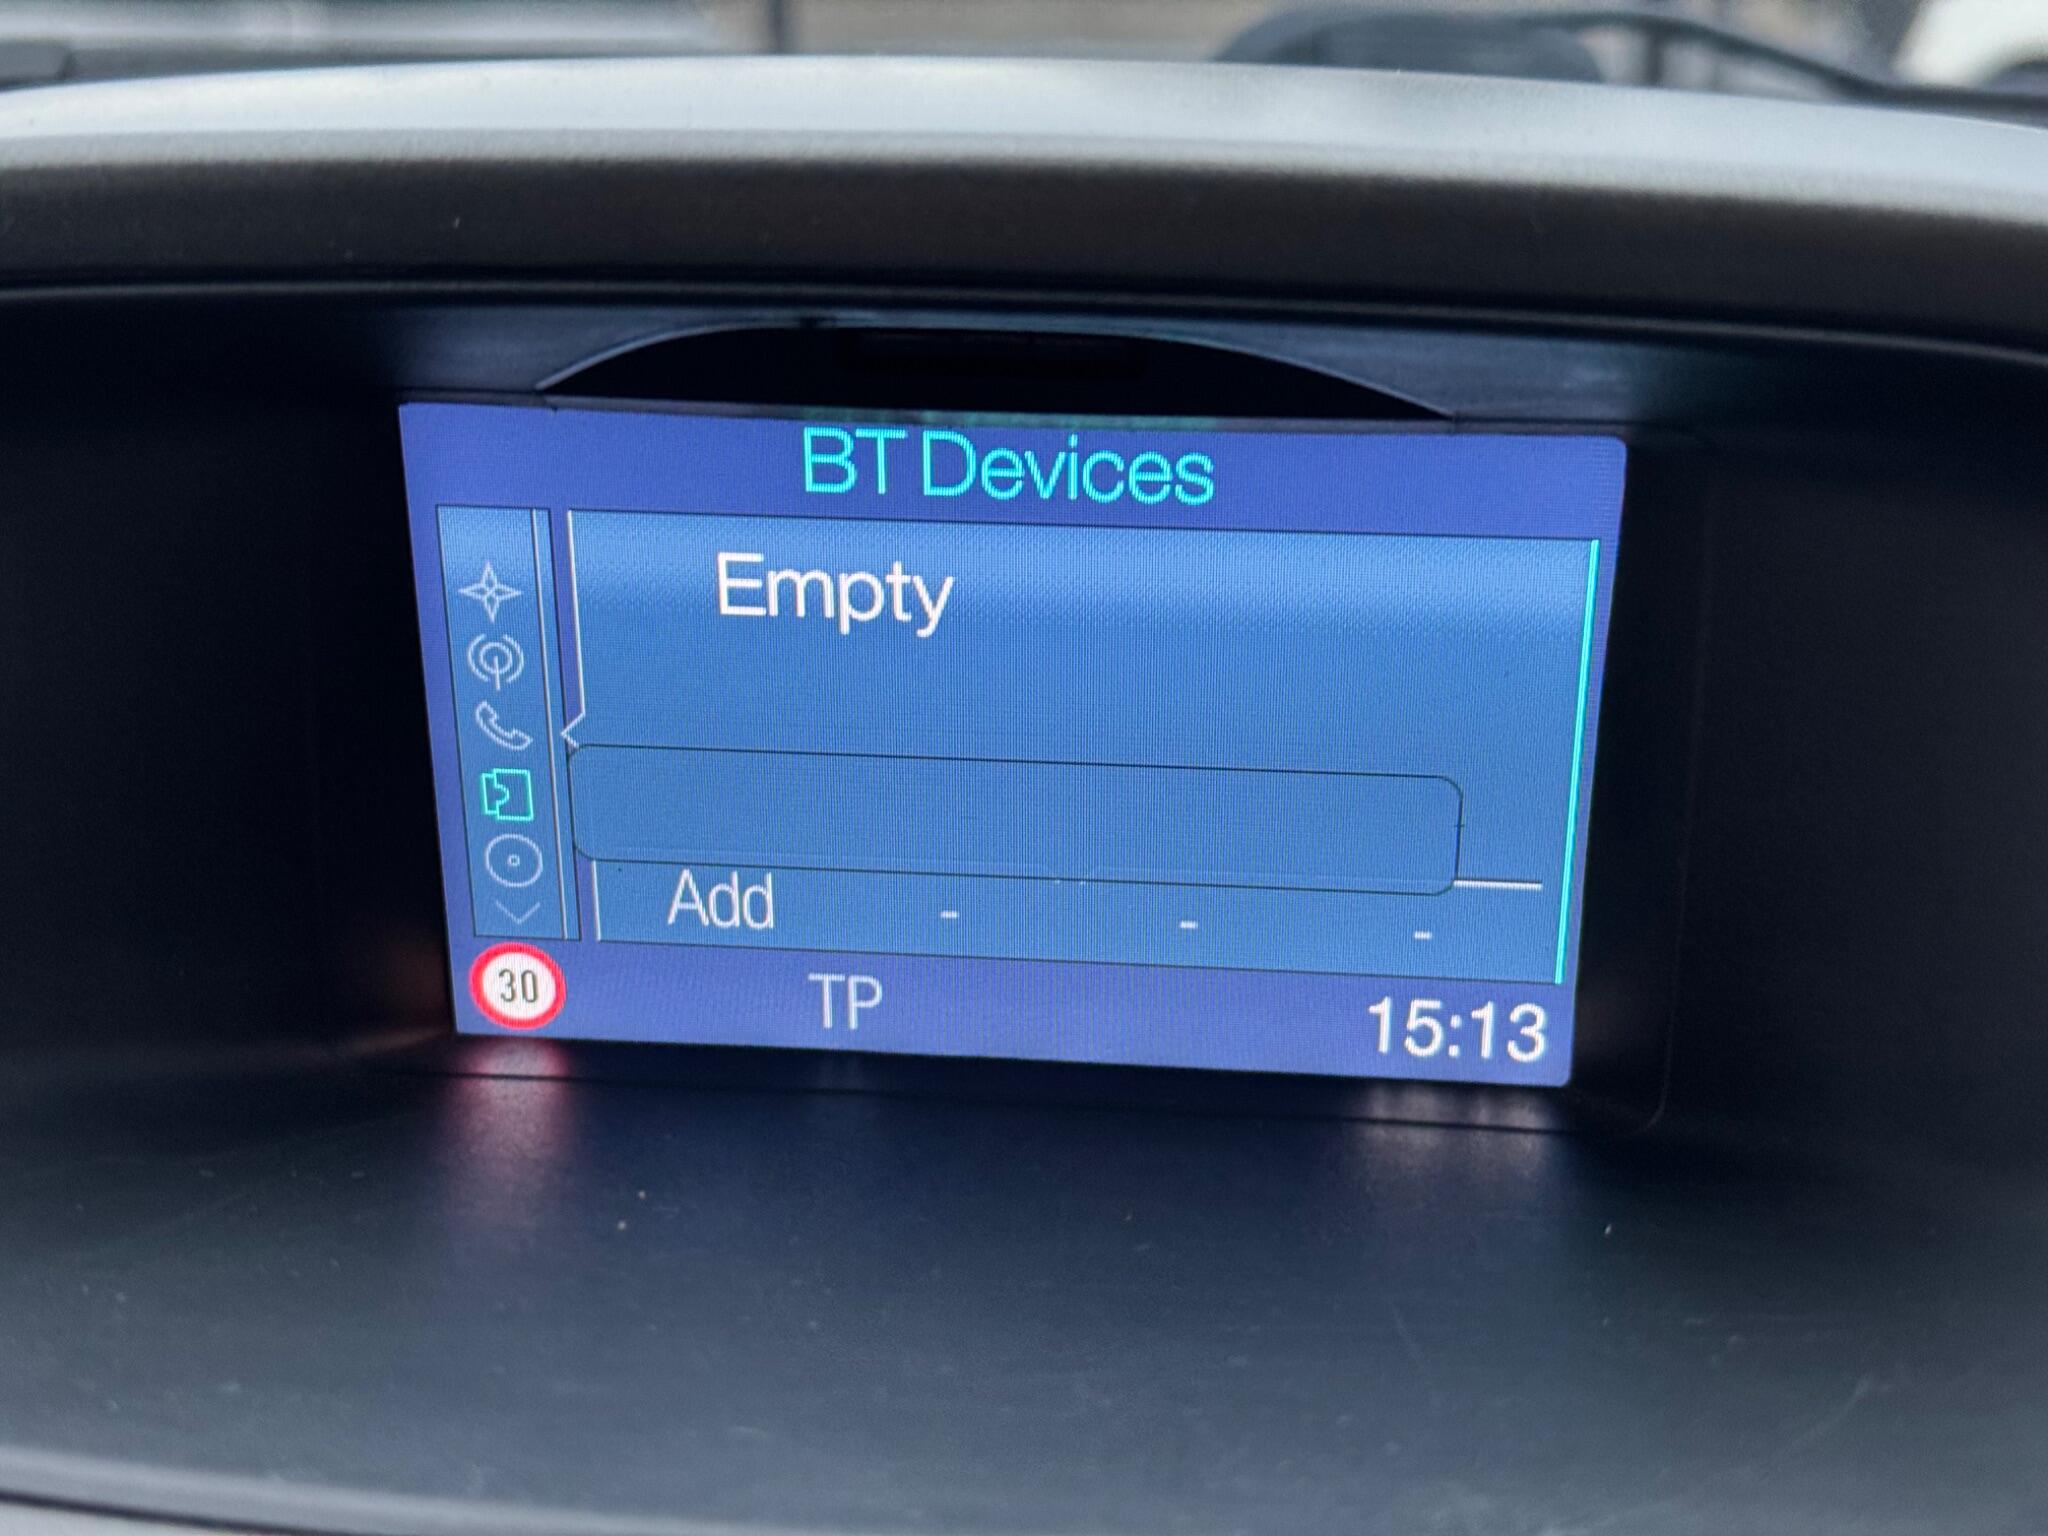 BT Devices
Empty
Add - - -
30 TP 15:13